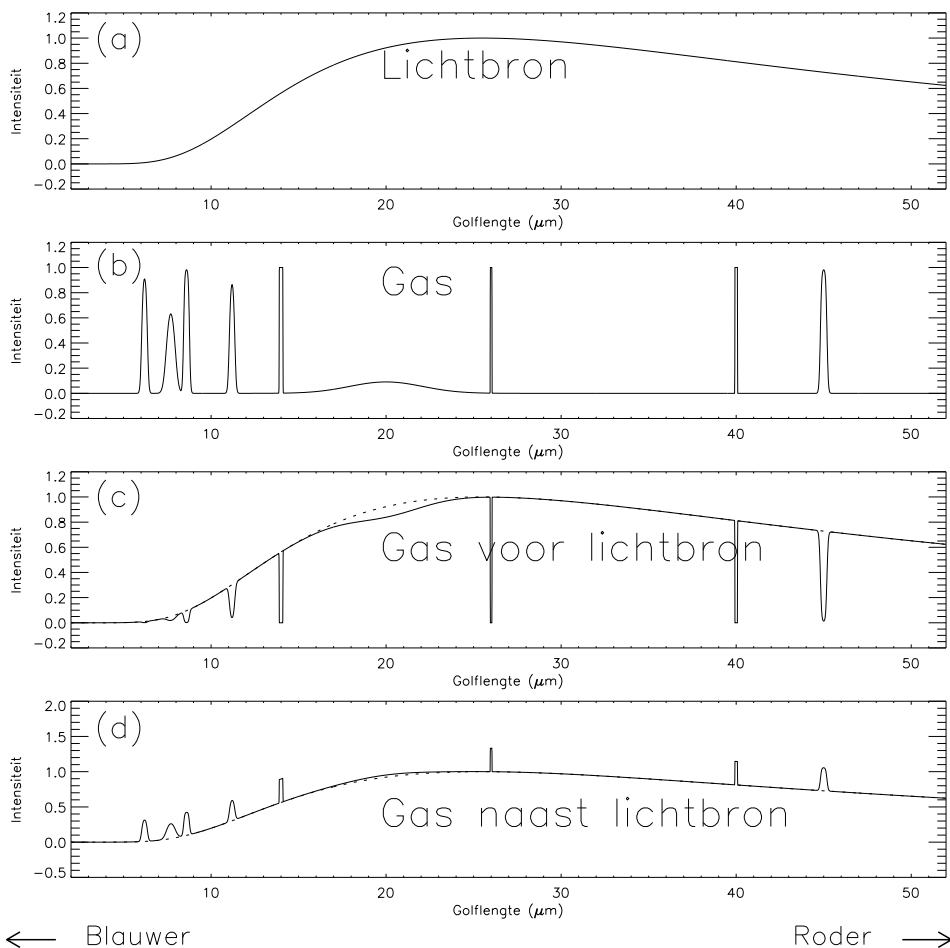 (a)
Lichtbron
Intensiteit
1.2
1.0
0.8
0.6
0.4
0.2
0.0
−0.2
10 20 30 40 50
Golflengte (μm)
(b)
Gas
Intensiteit
1.2
1.0
0.8
0.6
0.4
0.2
0.0
−0.2
10 20 30 40 50
Golflengte (μm)
(c)
Gas voor lichtbron
Intensiteit
1.2
1.0
0.8
0.6
0.4
0.2
0.0
−0.2
10 20 30 40 50
Golflengte (μm)
(d)
Gas naast lichtbron
Intensiteit
2.0
1.5
1.0
0.5
0.0
−0.5
10 20 30 40 50
Golflengte (μm)
Blauwer Roder